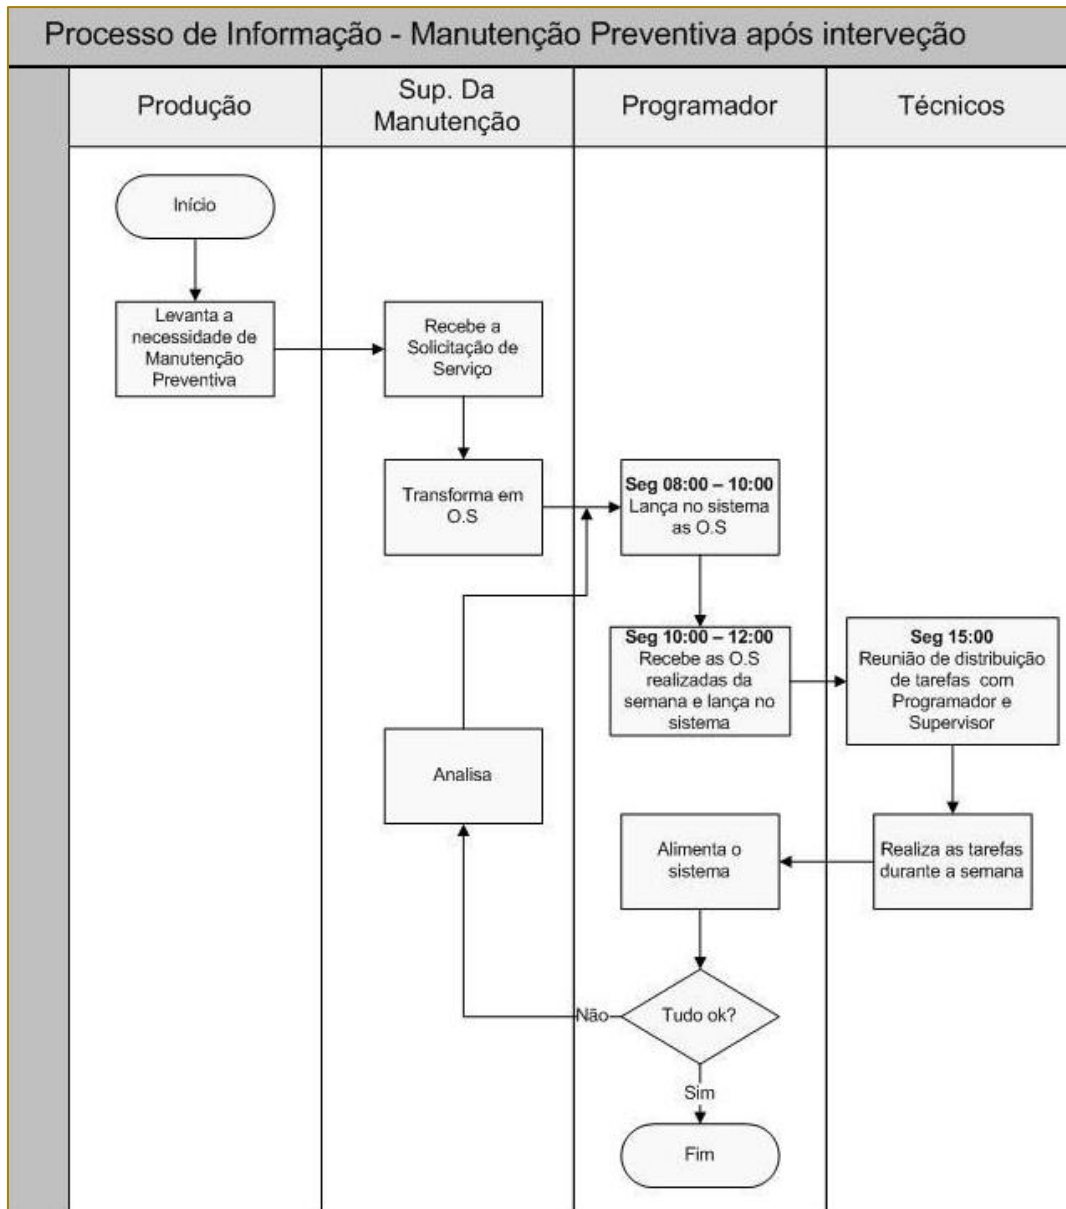 Processo de Informação - Manutenção Preventiva após interveção
Produção
Sup. Da
Manutenção
Programador
Técnicos
Início
Levanta a
necessidade de
Manutenção
Preventiva
Recebe a
Solicitação de
Serviço
Transforma em
O.S
Seg 08:00 – 10:00
Lança no sistema
as O.S
Seg 10:00 – 12:00
Recebe as O.S
realizadas da
semana e lança no
sistema
Seg 15:00
Reunião de distribuição
de tarefas com
Programador e
Supervisor
Analisa
Alimenta o
sistema
Realiza as tarefas
durante a semana
Não
Tudo ok?
Sim
Fim